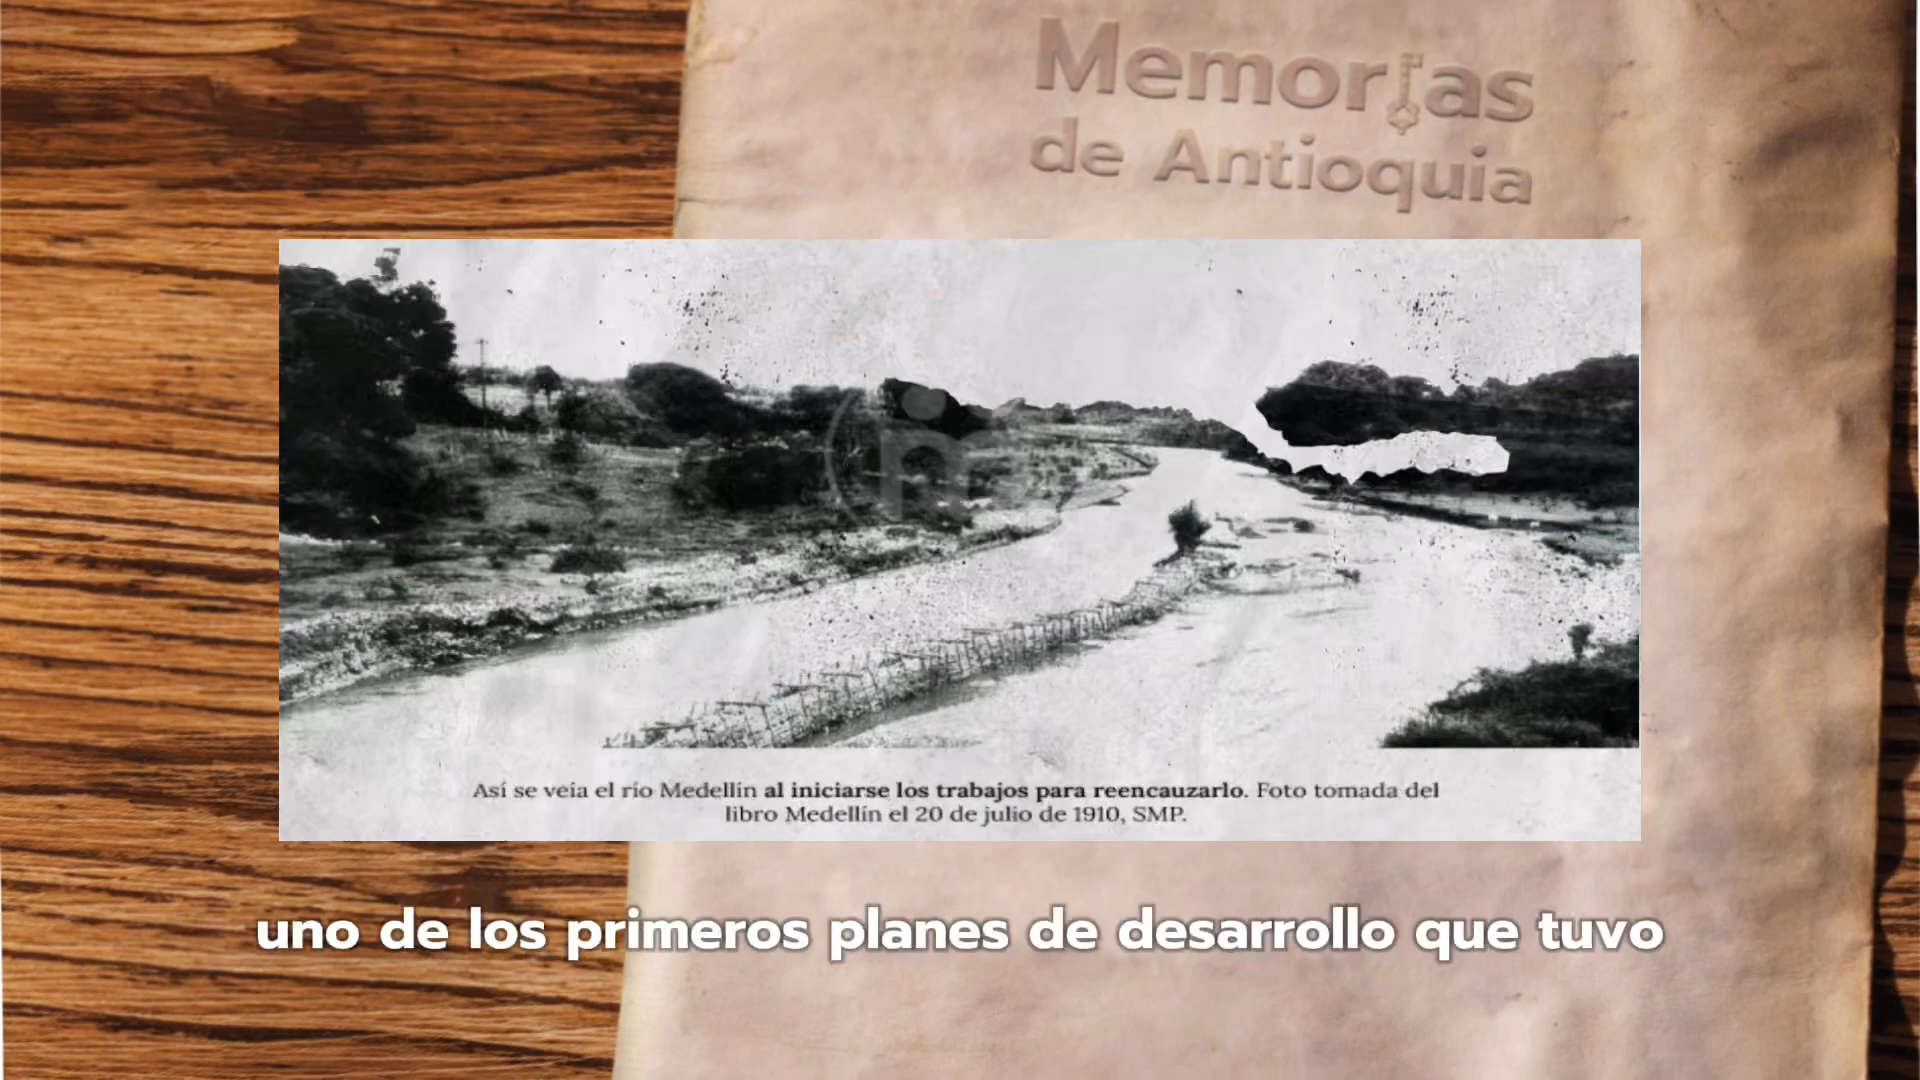 Memorias
de Antioquia
Así se veía el río Medellín al iniciarse los trabajos para reencauzarlo. Foto tomada del
libro Medellín el 20 de julio de 1910, SMP.
uno de los primeros planes de desarrollo que tuvo